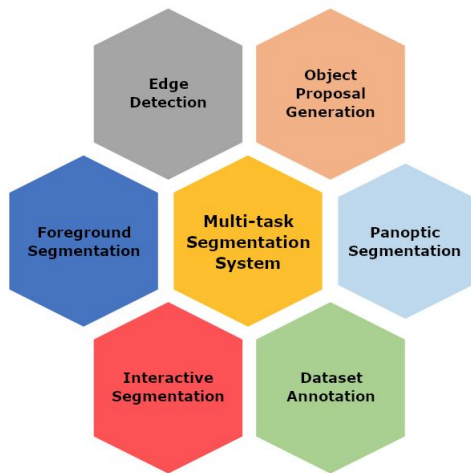 Edge
Detection
Object
Proposal
Generation
Foreground
Segmentation
Multi-task
Segmentation
System
Panoptic
Segmentation
Interactive
Segmentation
Dataset
Annotation